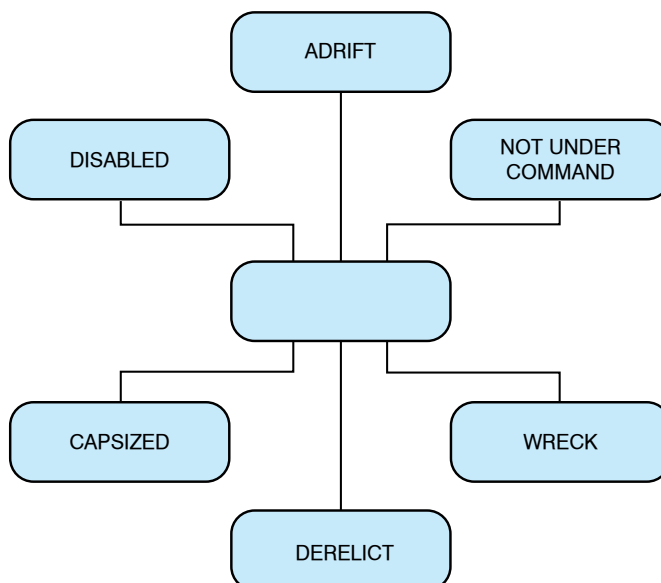 ADRIFT
DISABLED
NOT UNDER
COMMAND
CAPSIZED
WRECK
DERELICT